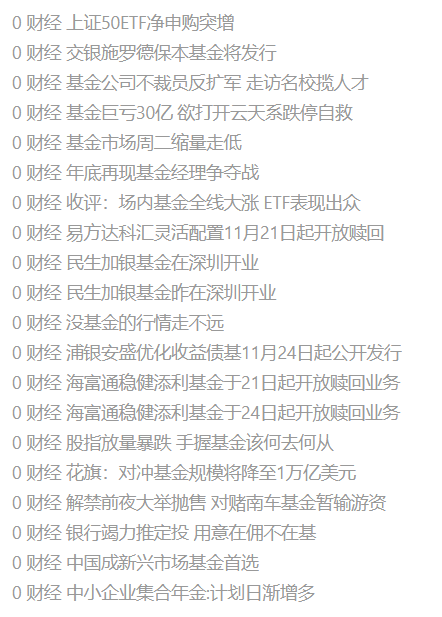 0 财经 上证50ETF净申购突增
0 财经 交银施罗德保本基金将发行
0 财经 基金公司不裁员反扩军 走访名校揽人才
0 财经 基金巨亏30亿 欲打开云天系跌停自救
0 财经 基金市场周二缩量走低
0 财经 年底再现基金经理争夺战
0 财经 收评：场内基金全线大涨 ETF表现出众
0 财经 易方达科汇灵活配置11月21日起开放赎回
0 财经 民生加银基金在深圳开业
0 财经 民生加银基金昨在深圳开业
0 财经 没基金的行情走不远
0 财经 浦银安盛优化收益债基11月24日起公开发行
0 财经 海富通稳健添利基金于21日起开放赎回业务
0 财经 海富通稳健添利基金于24日起开放赎回业务
0 财经 股指放量暴跌 手握基金该何去何从
0 财经 花旗：对冲基金规模将降至1万亿美元
0 财经 解禁前夜大举抛售 对赌南车基金暂输游资
0 财经 银行竭力推定投 用意在佣不在基
0 财经 中国成新兴市场基金首选
0 财经 中小企业集合年金:计划日渐增多